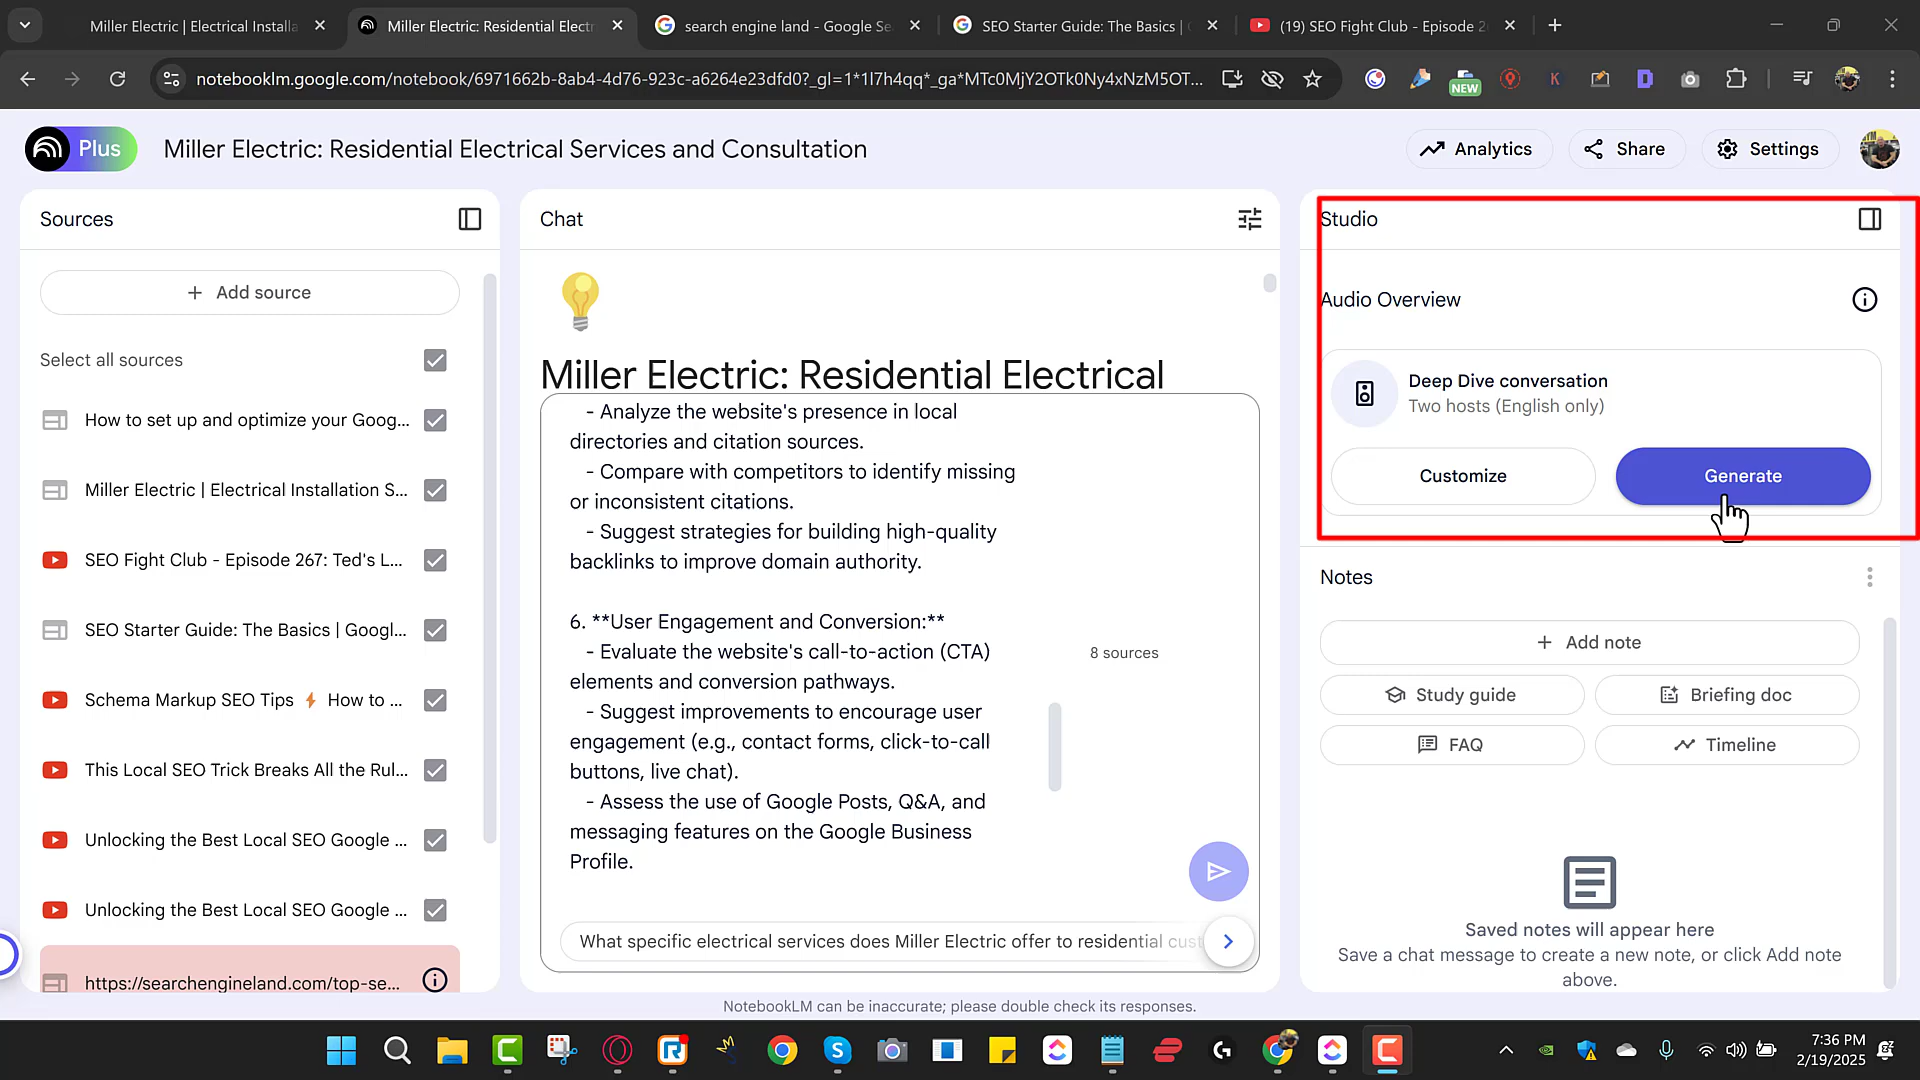 Miller Electric | Electrical Installa
Miller Electric: Residential Electr
search engine land - Google Se
SEO Starter Guide: The Basics |
(19) SEO Fight Club - Episode 2
notebooklm.google.com/notebook/6971662b-8ab4-4d76-923c-a6264e23dfd0?_gl=1*1l7h4qq*_ga*MTc0MjY2OTk0Ny4xNzM5OT...
NEW
Plus
Miller Electric: Residential Electrical Services and Consultation
Analytics
Share
Settings
Sources
Add source
Select all sources
How to set up and optimize your Goog...
Miller Electric | Electrical Installation S...
SEO Fight Club - Episode 267: Ted's L...
SEO Starter Guide: The Basics | Googl...
Schema Markup SEO Tips ⚡ How to ...
This Local SEO Trick Breaks All the Rul...
Unlocking the Best Local SEO Google ...
Unlocking the Best Local SEO Google ...
https://searchengineland.com/top-se...
Chat
Miller Electric: Residential Electrical
- Analyze the website's presence in local
directories and citation sources.
- Compare with competitors to identify missing
or inconsistent citations.
- Suggest strategies for building high-quality
backlinks to improve domain authority.
6. **User Engagement and Conversion:**
- Evaluate the website's call-to-action (CTA)
elements and conversion pathways.
- Suggest improvements to encourage user
engagement (e.g., contact forms, click-to-call
buttons, live chat).
- Assess the use of Google Posts, Q&A, and
messaging features on the Google Business
Profile.
8 sources
What specific electrical services does Miller Electric offer to residential cust
NotebookLM can be inaccurate; please double check its responses.
Studio
Audio Overview
Deep Dive conversation
Two hosts (English only)
Customize
Generate
Notes
Add note
Study guide
Briefing doc
FAQ
Timeline
Saved notes will appear here
Save a chat message to create a new note, or click Add note
above.
7:36 PM
2/19/2025